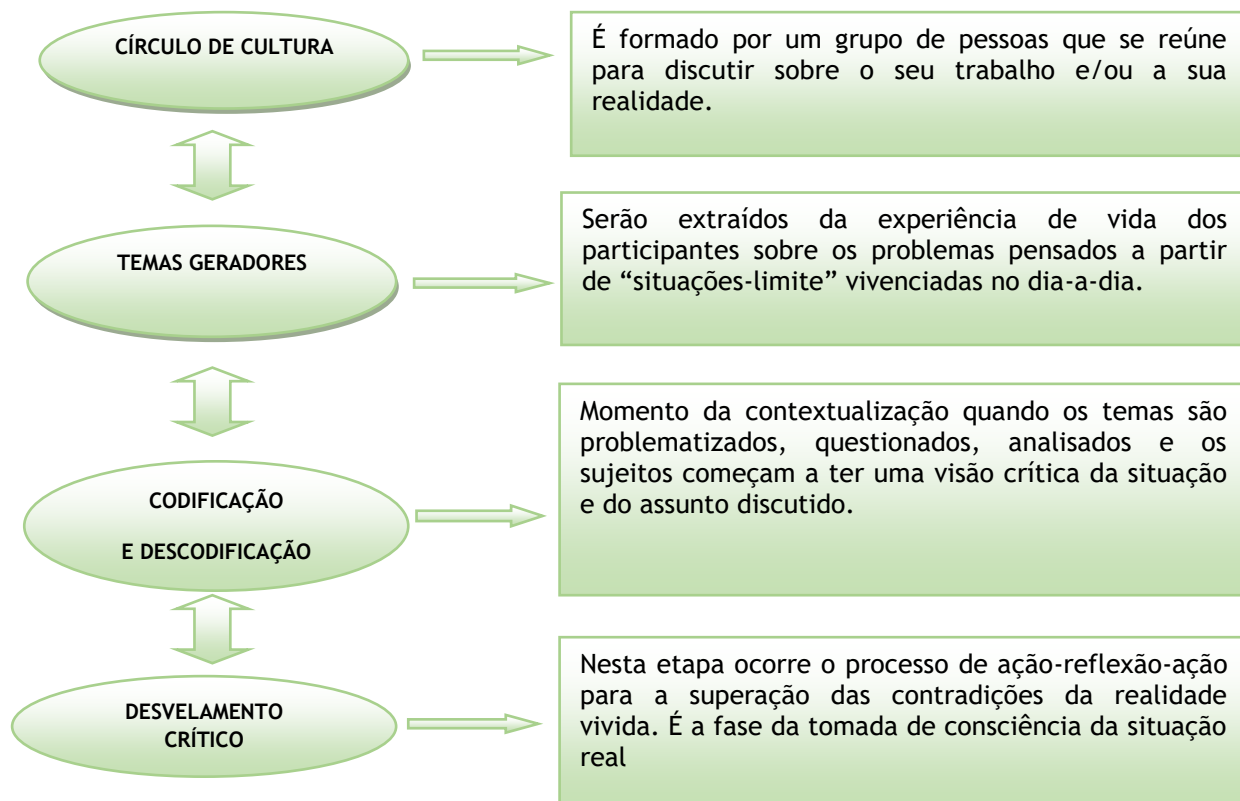 CÍRCULO DE CULTURA
É formado por um grupo de pessoas que se reúne
para discutir sobre o seu trabalho e/ou a sua
realidade.
TEMAS GERADORES
Serão extraídos da experiência de vida dos
participantes sobre os problemas pensados a partir
de “situações-limite” vivenciadas no dia-a-dia.
CODIFICAÇÃO
E DESCODIFICAÇÃO
Momento da contextualização quando os temas são
problematizados, questionados, analisados e os
sujeitos começam a ter uma visão crítica da situação
e do assunto discutido.
DESVELAMENTO
CRÍTICO
Nesta etapa ocorre o processo de ação-reflexão-ação
para a superação das contradições da realidade
vivida. É a fase da tomada de consciência da situação
real